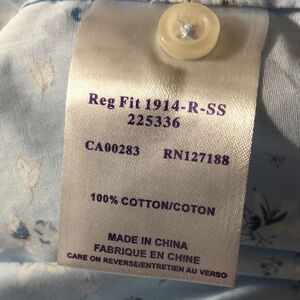 Reg Fit 1914-R-SS
225336
CA00283 RN127188
100% COTTON/COTON
MADE IN CHINA
FABRIQUE EN CHINE
CARE ON REVERSE/ENTRETIEN AU VERSO